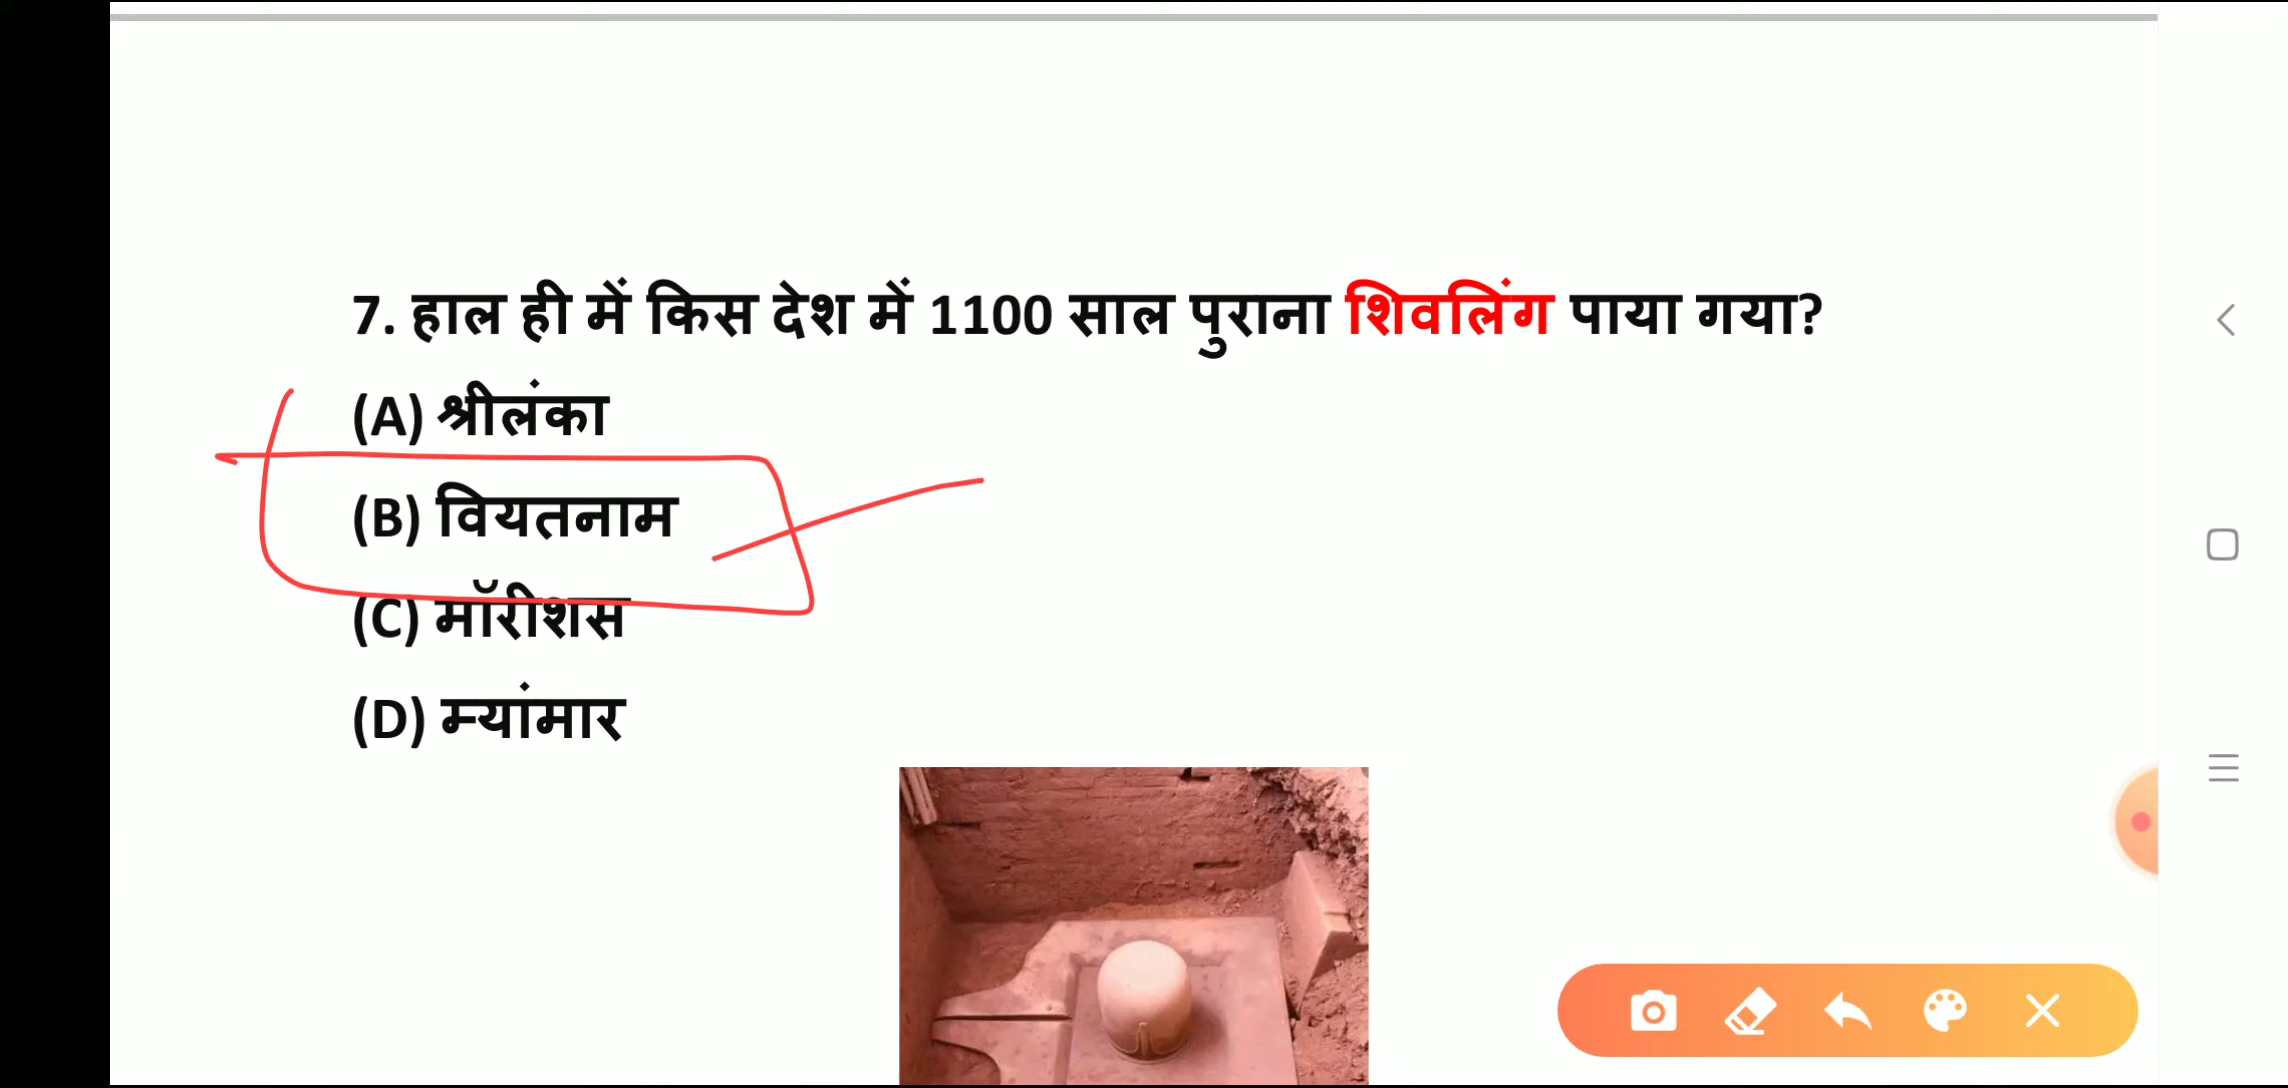 7. हाल ही में किस देश में 1100 साल पुराना शिवलिंग पाया गया?
(A) श्रीलंका
(B) वियतनाम
(C) मॉरीशस
(D) म्यांमार